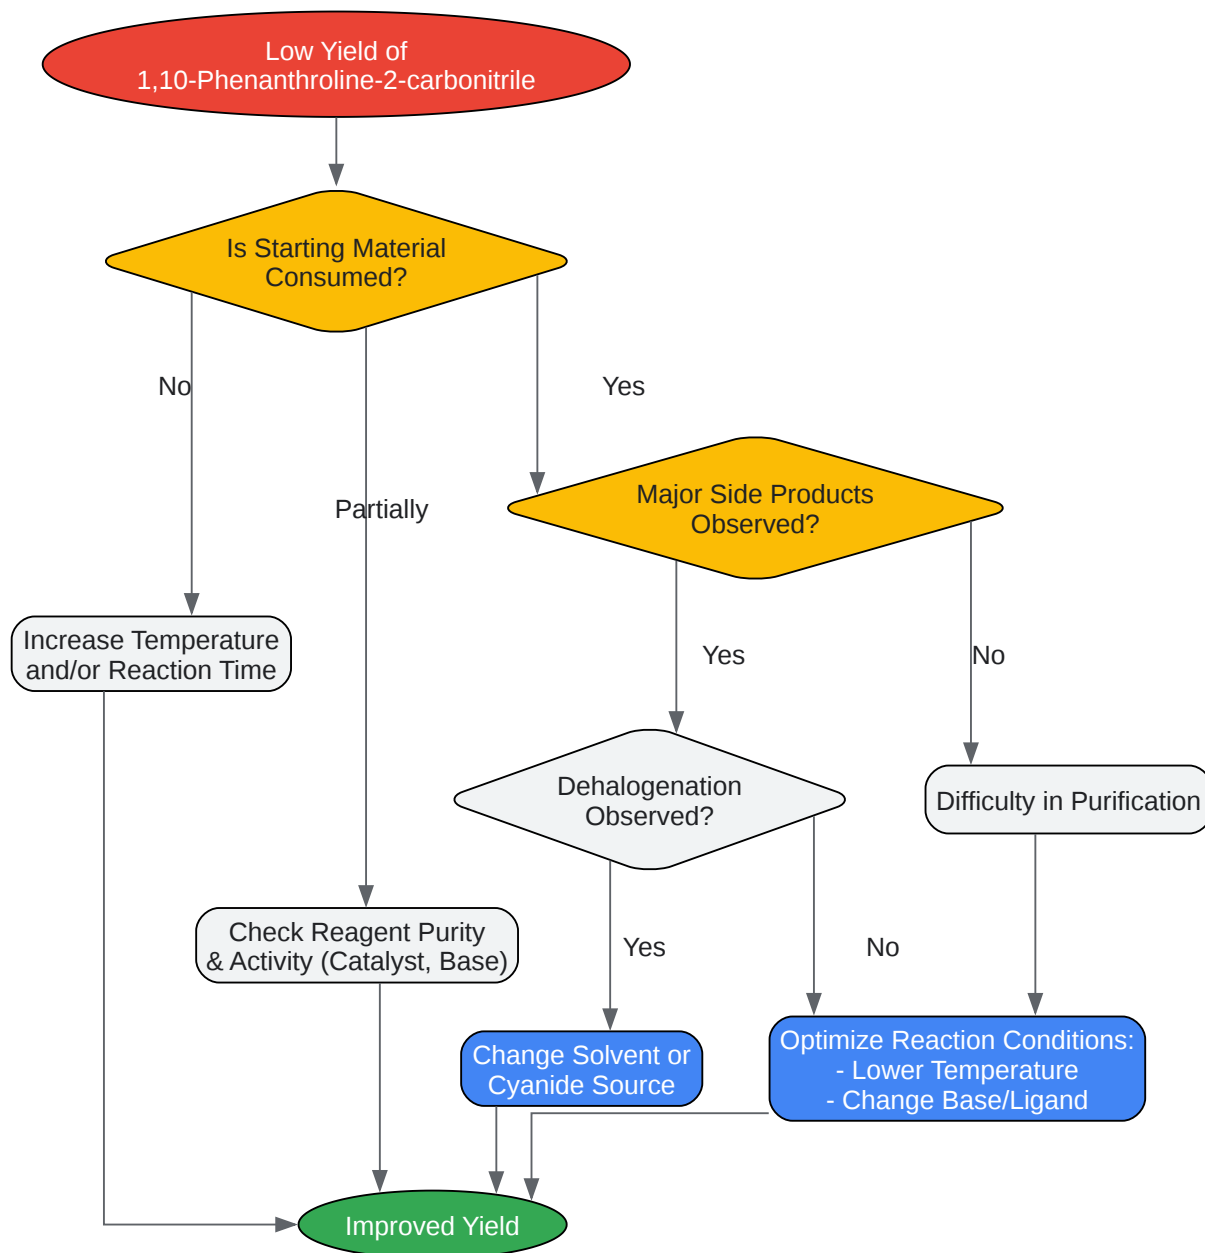 Low Yield of
1,10-Phenanthroline-2-carbonitrile
Is Starting Material
Consumed?
No
Yes
Partially
Major Side Products
Observed?
Increase Temperature
and/or Reaction Time
Yes
No
Dehalogenation
Observed?
Difficulty in Purification
Check Reagent Purity
& Activity (Catalyst, Base)
Yes
No
Change Solvent or
Cyanide Source
Optimize Reaction Conditions:
- Lower Temperature
- Change Base/Ligand
Improved Yield